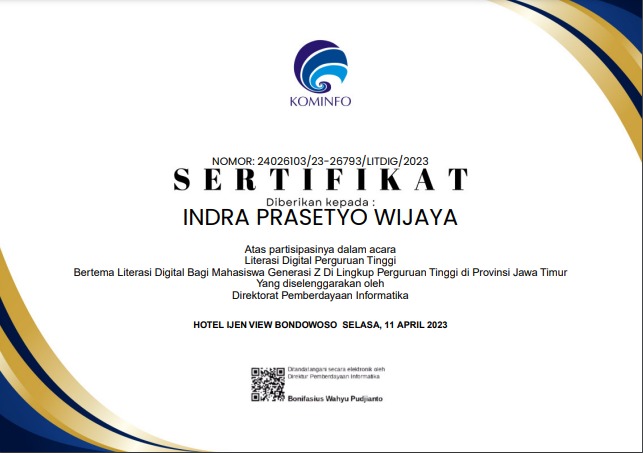 KOMINFO
NOMOR: 24026103/23-26793/LITDIG/2023
SERTIFIKAT
Diberikan kepada :
INDRA PRASETYO WIJAYA
Atas partisipasinya dalam acara
Literasi Digital Perguruan Tinggi
Bertema Literasi Digital Bagi Mahasiswa Generasi Z Di Lingkup Perguruan Tinggi di Provinsi Jawa Timur
Yang diselenggarakan oleh
Direktorat Pemberdayaan Informatika
HOTEL IJEN VIEW BONDOWOSO SELASA, 11 APRIL 2023
Ditandatangani secara elektronik oleh
Direktur Pemberdayaan Informatika
Bonifasius Wahyu Pudjianto